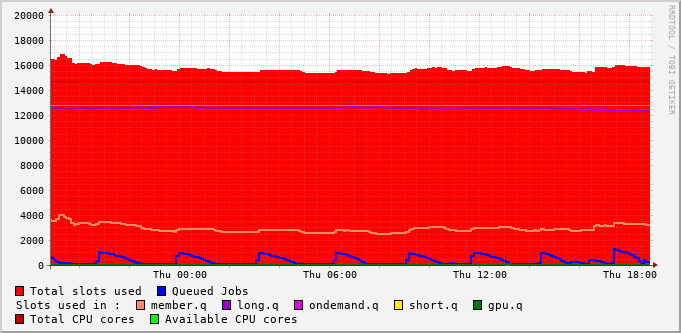 20000
18000
16000
14000
12000
10000
8000
6000
4000
2000
0
Thu 00:00 Thu 06:00 Thu 12:00 Thu 18:00
RRDTOOL / TOBI OETIKER
Total slots used Queued Jobs
Slots used in : member.q long.q ondemand.q short.q gpu.q
Total CPU cores Available CPU cores